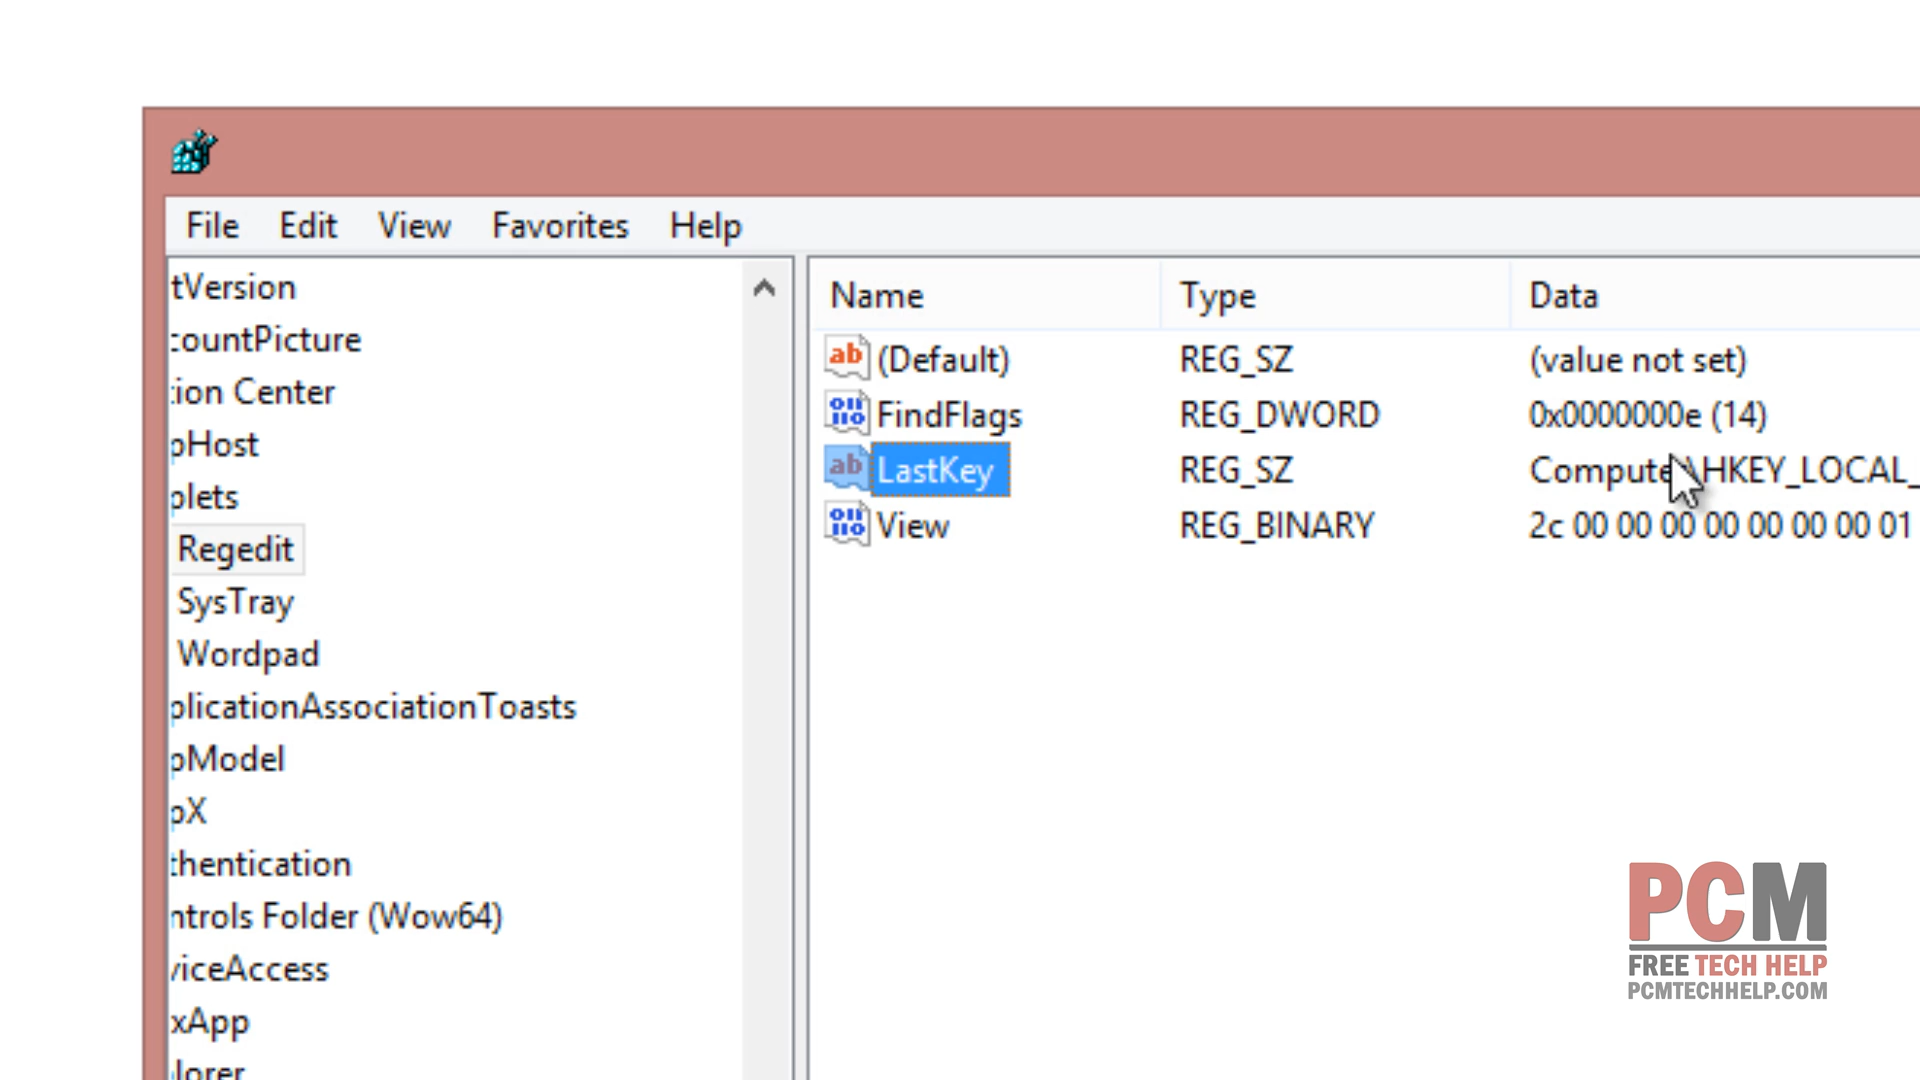 File Edit View Favorites Help
tVersion
countPicture
tion Center
pHost
plets
Regedit
SysTray
Wordpad
plicationAssociationToasts
pModel
pX
thentication
ntrols Folder (Wow64)
viceAccess
xApp
lorer
Name Type Data
(Default) REG_SZ (value not set)
FindFlags REG_DWORD 0x0000000e (14)
LastKey REG_SZ Compute\HKEY_LOCAL_
View REG_BINARY 2c 00 00 00 00 00 00 00 01
PCM
FREE TECH HELP
PCMTECHHELP.COM